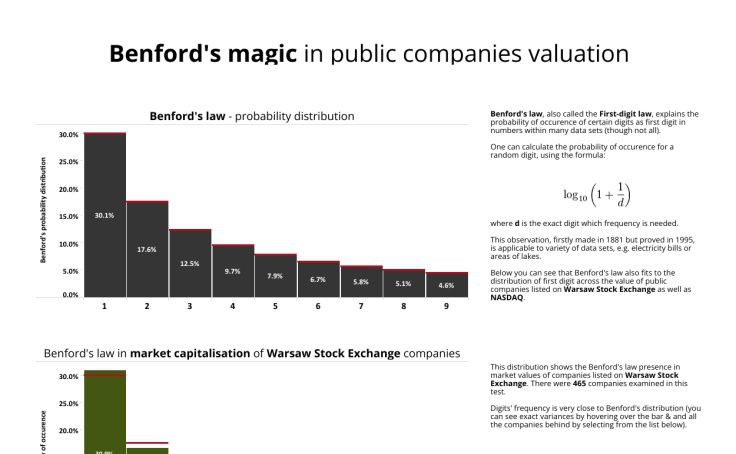 Benford's magic in public companies valuation
Benford's law - probability distribution
Benford's probability distribution
30.0%
25.0%
20.0%
15.0%
10.0%
5.0%
0.0%
30.1%
17.6%
12.5%
9.7%
7.9%
6.7%
5.8%
5.1%
4.6%
1 2 3 4 5 6 7 8 9
Benford's law, also called the First-digit law, explains the
probability of occurence of certain digits as first digit in
numbers within many data sets (though not all).
One can calculate the probability of occurence for a
random digit, using the formula:
log10 (1 + 1/d)
where d is the exact digit which frequency is needed.
This observation, firstly made in 1881 but proved in 1995,
is applicable to variety of data sets, e.g. electricity bills or
areas of lakes.
Below you can see that Benford's law also fits to the
distribution of first digit across the value of public
companies listed on Warsaw Stock Exchange as well as
NASDAQ.
Benford's law in market capitalisation of Warsaw Stock Exchange companies
of occurence
30.0%
25.0%
20.0%
This distribution shows the Benford's law presence in
market values of companies listed on Warsaw Stock
Exchange. There were 465 companies examined in this
test.
Digits' frequency is very close to Benford's distribution (you
can see exact variances by hovering over the bar & and all
the companies behind by selecting from the list below).